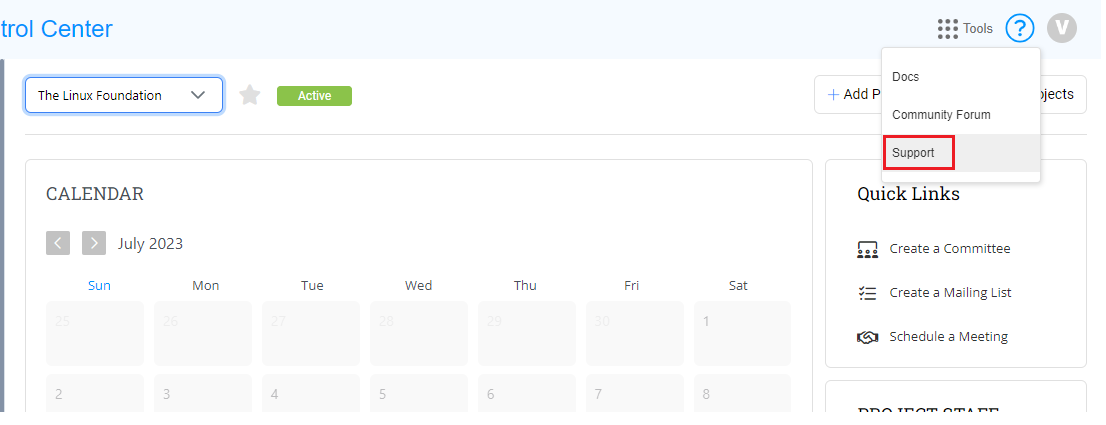 trol Center
Tools
?
V
Docs
Community Forum
Support
The Linux Foundation
Active
+ Add P
ojects
CALENDAR
July 2023
Sun Mon Tue Wed Thu Fri Sat
25 26 27 28 29 30 1
2 3 4 5 6 7 8
Quick Links
Create a Committee
Create a Mailing List
Schedule a Meeting
PROJECT STAFF